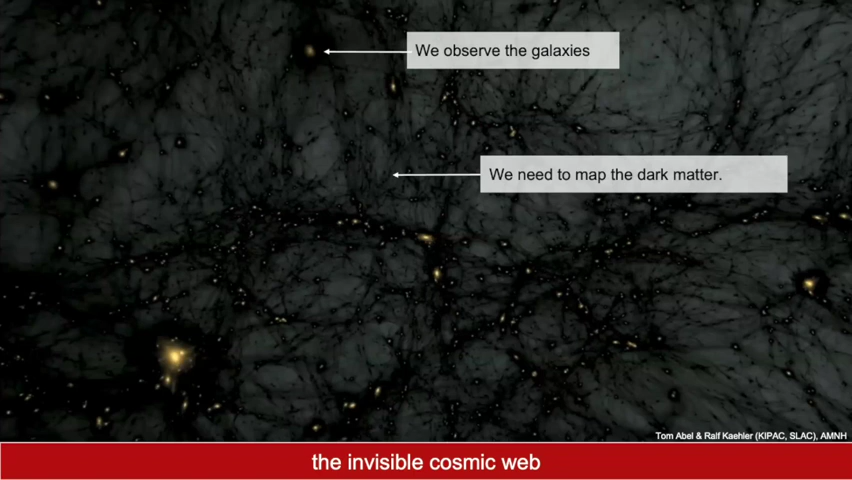 We observe the galaxies
We need to map the dark matter.
Tom Abel & Ralf Kaehler (KIPAC, SLAC), AMNH
the invisible cosmic web